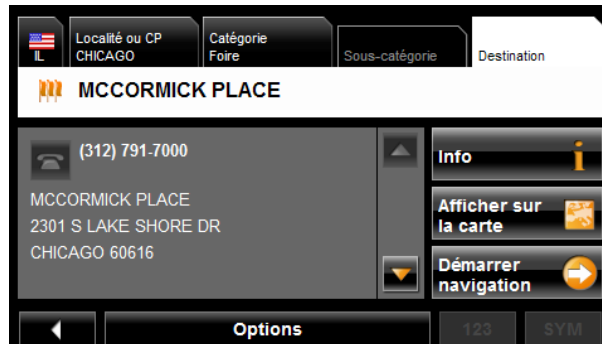 IL
Localité ou CP
CHICAGO
Catégorie
Foire
Sous-catégorie
Destination
MCCORMICK PLACE
(312) 791-7000
MCCORMICK PLACE
2301 S LAKE SHORE DR
CHICAGO 60616
Info
Afficher sur
la carte
Démarrer
navigation
Options
123
SYM